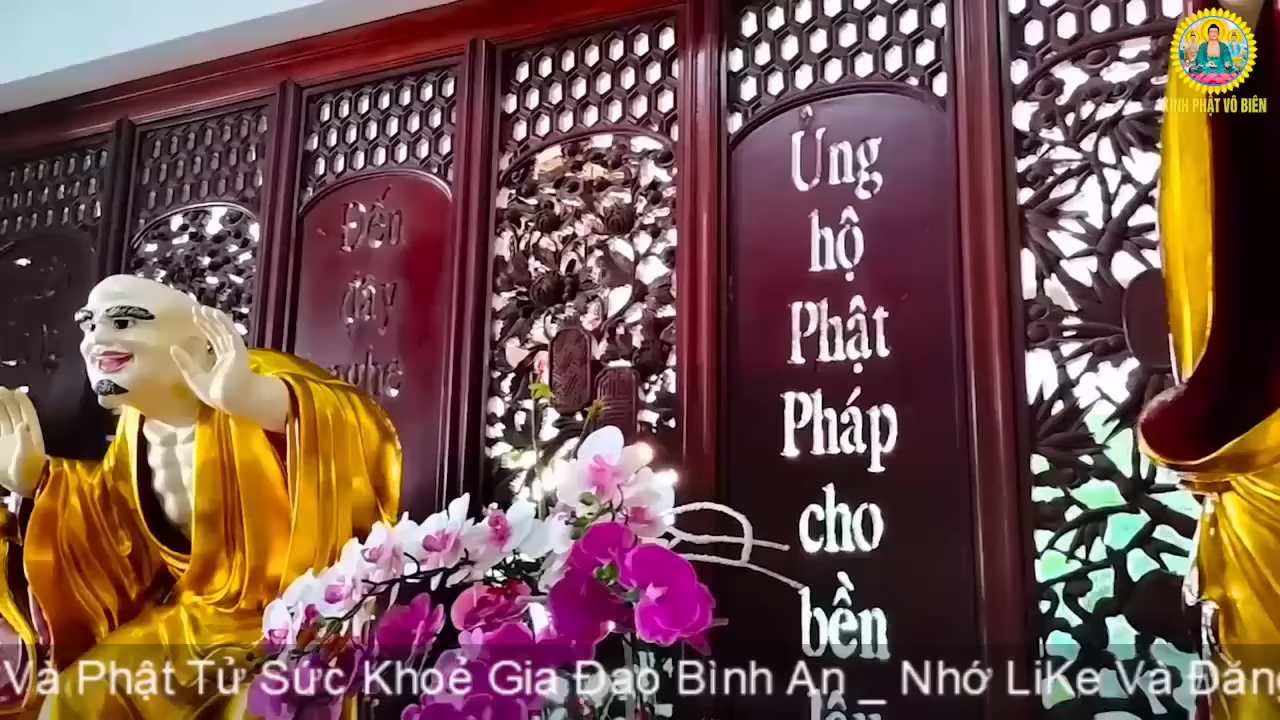 KINH PHẬT VÔ BIÊN
Đến
đây
nghe
Ủng
hộ
Phật
Pháp
cho
bền
lâu
Và Phật Tử Sức Khoẻ Gia Đạo Bình An _ Nhớ LiKe Và Đăng